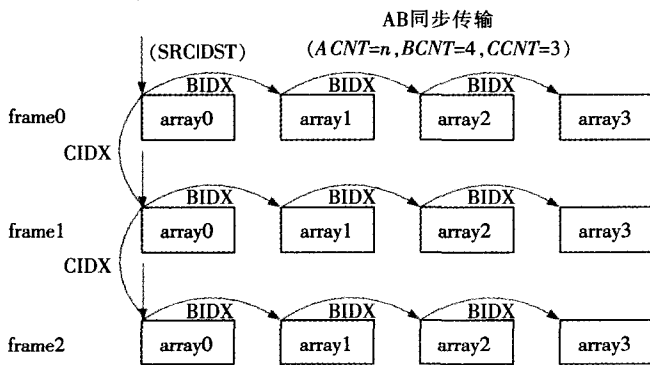 AB同步传输
(SRC|DST)
(ACNT=n,BCNT=4,CCNT=3)
BIDX BIDX BIDX
frame0 array0 array1 array2 array3
CIDX
BIDX BIDX BIDX
frame1 array0 array1 array2 array3
CIDX
BIDX BIDX BIDX
frame2 array0 array1 array2 array3